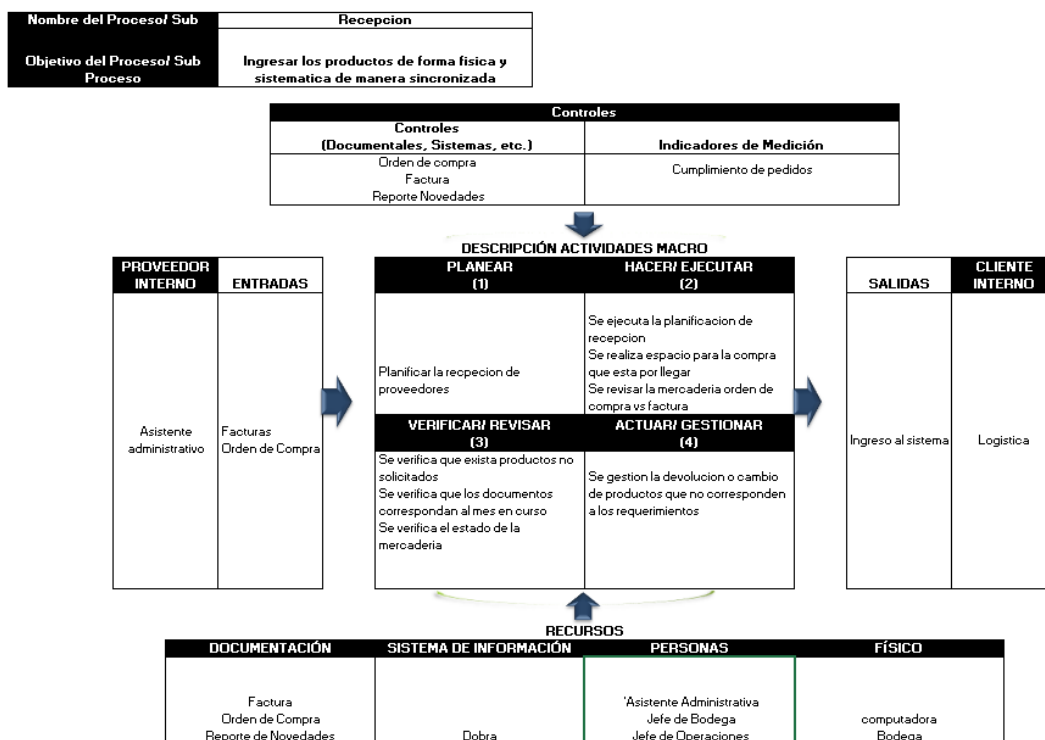 Nombre del Proceso/ Sub
Recepcion
Objetivo del Proceso/ Sub
Proceso
Ingresar los productos de forma fisica y
sistematica de manera sincronizada
Controles
Controles
(Documentales, Sistemas, etc.)
Indicadores de Medición
Orden de compra
Factura
Reporte Novedades
Cumplimiento de pedidos
DESCRIPCIÓN ACTIVIDADES MACRO
PROVEEDOR
INTERNO
ENTRADAS
Asistente
administrativo
Facturas
Orden de Compra
PLANEAR
(1)
Planificar la recpecion de
proveedores
HACER/ EJECUTAR
(2)
Se ejecuta la planificacion de
recepcion
Se realiza espacio para la compra
que esta por llegar
Se revisar la mercaderia orden de
compra vs factura
VERIFICAR/ REVISAR
(3)
Se verifica que exista productos no
solicitados
Se verifica que los documentos
correspondan al mes en curso
Se verifica el estado de la
mercaderia
ACTUAR/ GESTIONAR
(4)
Se gestion la devolucion o cambio
de productos que no corresponden
a los requerimientos
SALIDAS
CLIENTE
INTERNO
Ingreso al sistema
Logistica
RECURSOS
DOCUMENTACIÓN
SISTEMA DE INFORMACIÓN
PERSONAS
FÍSICO
Factura
Orden de Compra
Reporte de Novedades
Dobra
'Asistente Administrativa
Jefe de Bodega
Jefe de Operaciones
computadora
Bodega